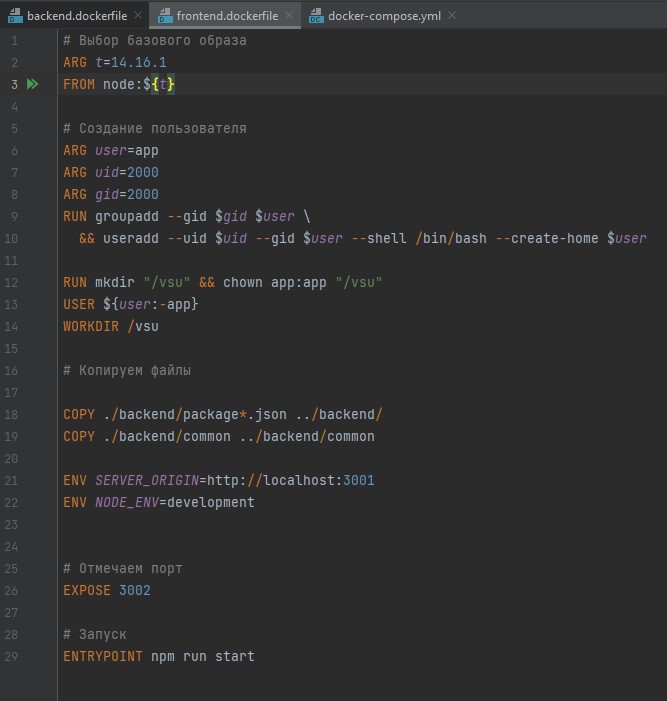 backend.dockerfile frontend.dockerfile docker-compose.yml
1 # Выбор базового образа
2 ARG t=14.16.1
3 FROM node:${t}
4
5 # Создание пользователя
6 ARG user=app
7 ARG uid=2000
8 ARG gid=2000
9 RUN groupadd --gid $gid $user \
10 && useradd --uid $uid --gid $user --shell /bin/bash --create-home $user
11
12 RUN mkdir "/vsu" && chown app:app "/vsu"
13 USER ${user:-app}
14 WORKDIR /vsu
15
16 # Копируем файлы
17
18 COPY ./backend/package*.json ../backend/
19 COPY ./backend/common ../backend/common
20
21 ENV SERVER_ORIGIN=http://localhost:3001
22 ENV NODE_ENV=development
23
24
25 # Отмечаем порт
26 EXPOSE 3002
27
28 # Запуск
29 ENTRYPOINT npm run start